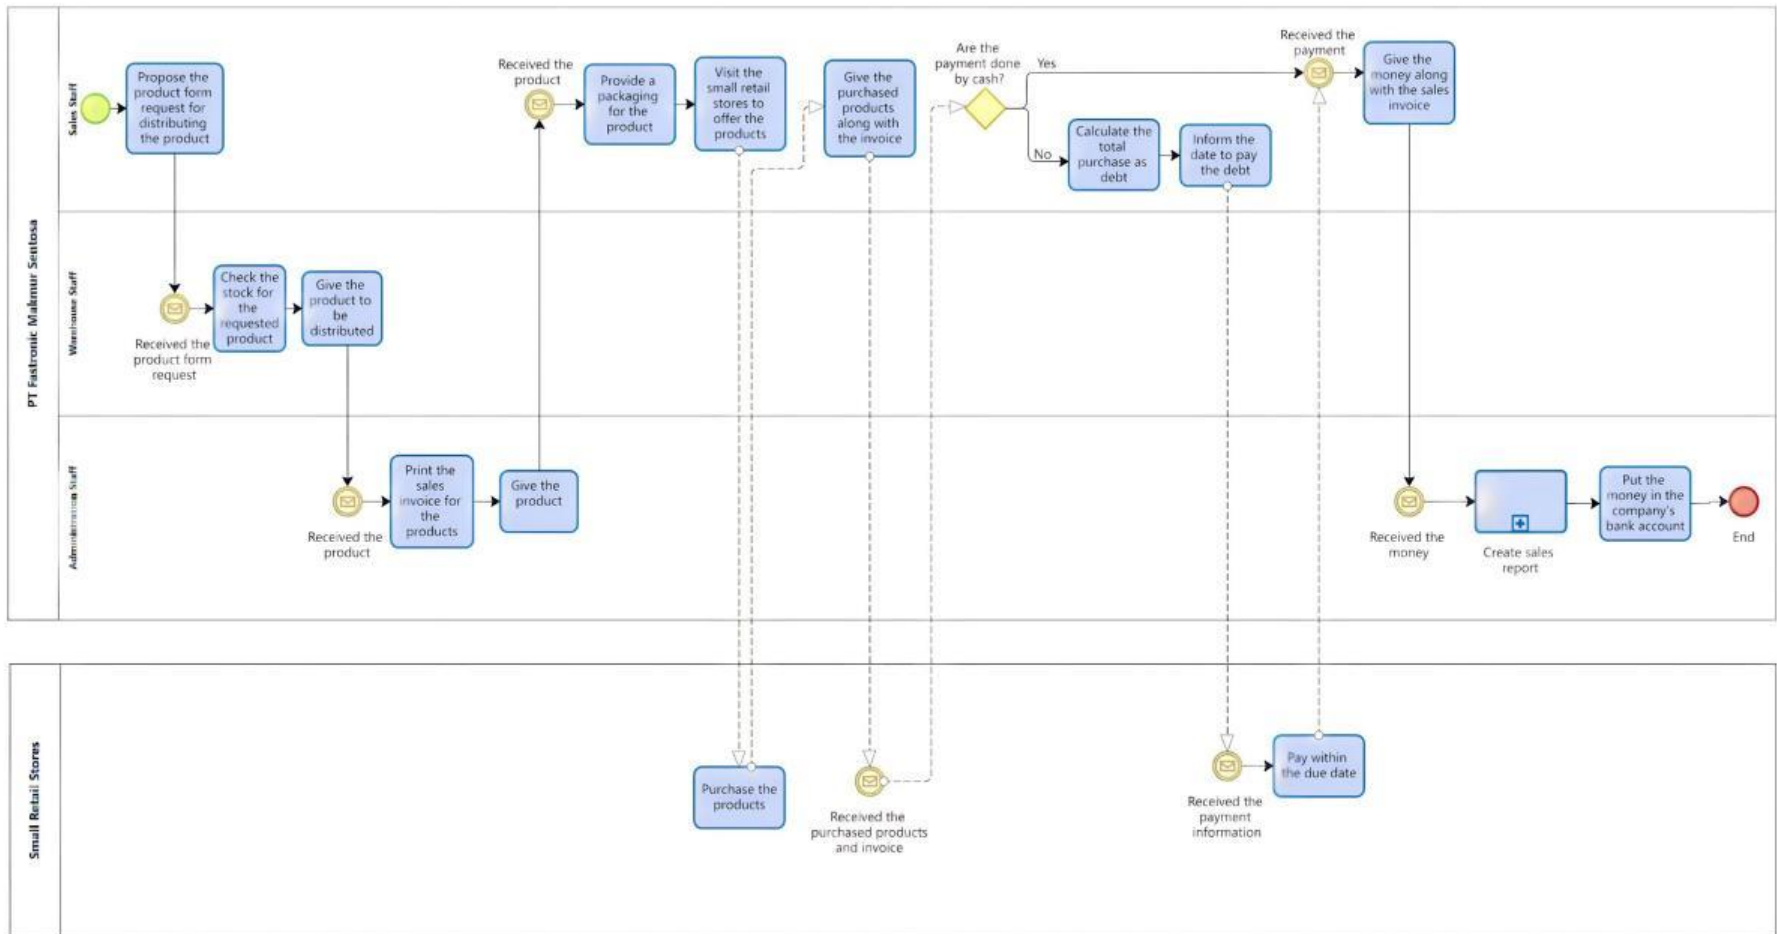 PT Fastronic Makmur Sentosa
Sales Staff
Propose the
product form
request for
distributing
the product
Received the
product
Provide a
packaging
for the
product
Visit the
small retail
stores to
offer the
products
Give the
purchased
products
along with
the invoice
Are the
payment done
by cash?
Yes
No
Calculate the
total
purchase as
debt
Inform the
date to pay
the debt
Received the
payment
Give the
money along
with the sales
invoice
Warehouse Staff
Received the
product form
request
Check the
stock for
the
requested
product
Give the
product to
be
distributed
Administration Staff
Received the
product
Print the
sales
invoice for
the
products
Give the
product
Received the
money
Create sales
report
Put the
money in the
company's
bank account
End
Small Retail Stores
Purchase the
products
Received the
purchased products
and invoice
Received the
payment
information
Pay within
the due date